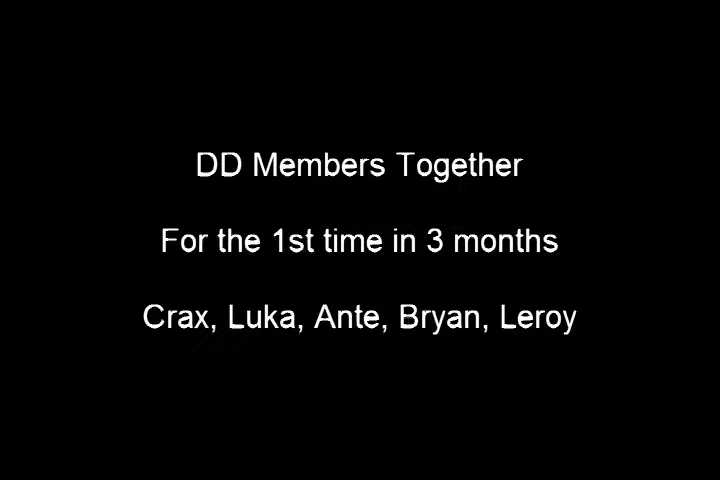 DD Members Together
For the 1st time in 3 months
Crax, Luka, Ante, Bryan, Leroy